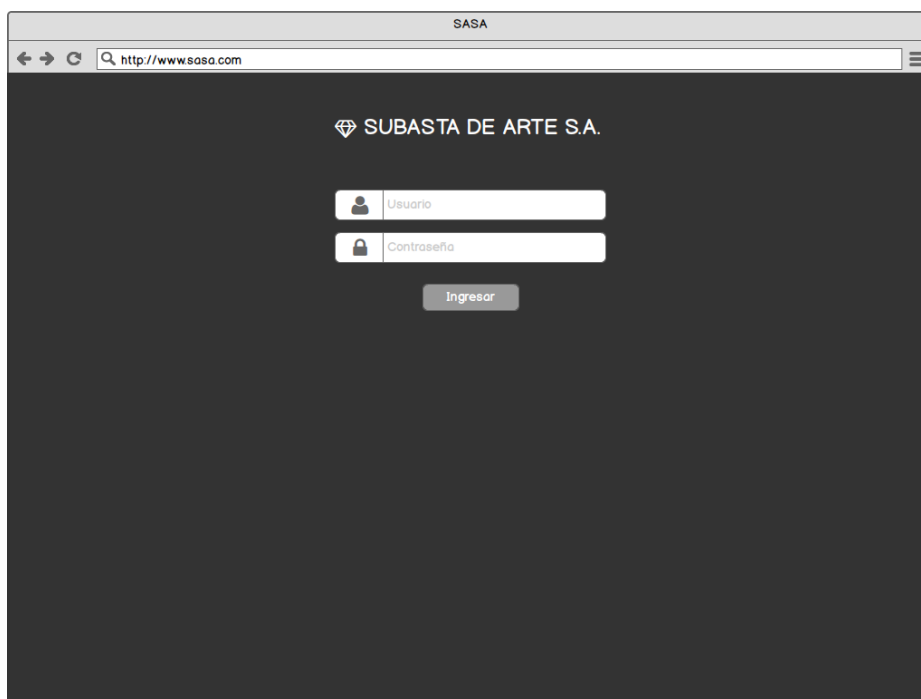 SASA
http://www.sasa.com
SUBASTA DE ARTE S.A.
Usuario
Contraseña
Ingresar